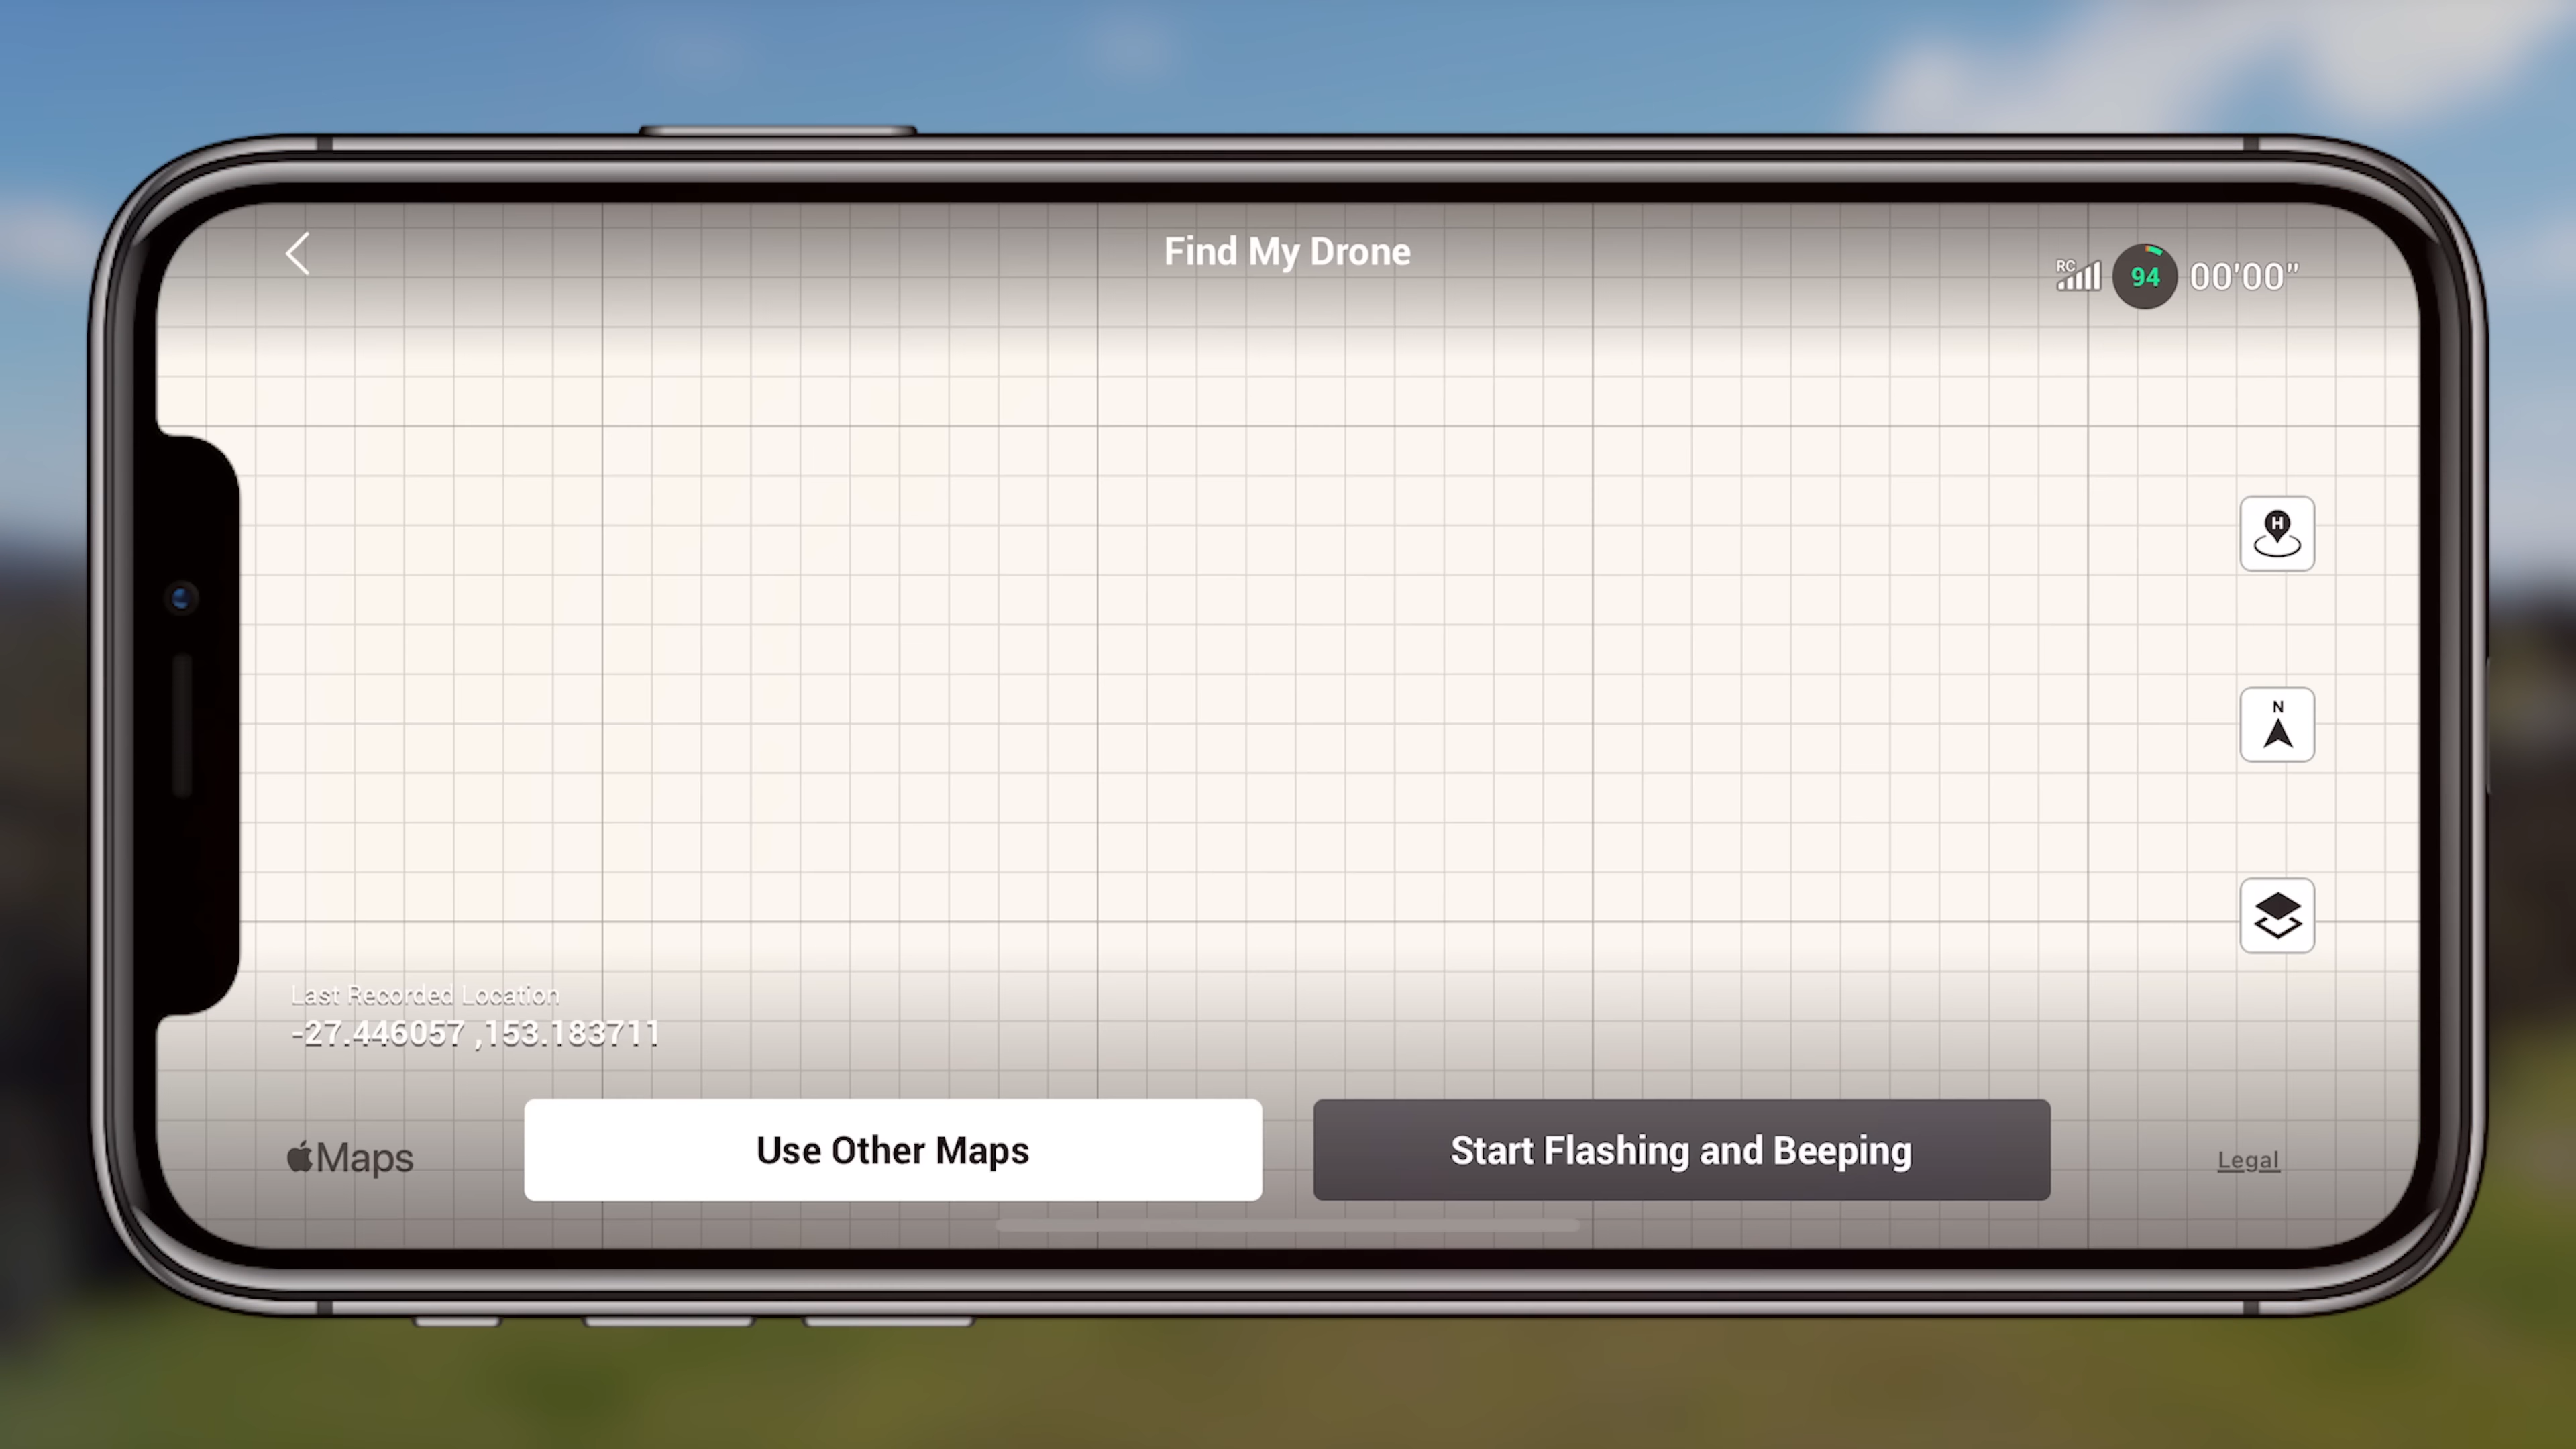 Find My Drone
RC
94
00'00"
H
N
Last Recorded Location
-27.446057 ,153.183711
Maps
Use Other Maps
Start Flashing and Beeping
Legal